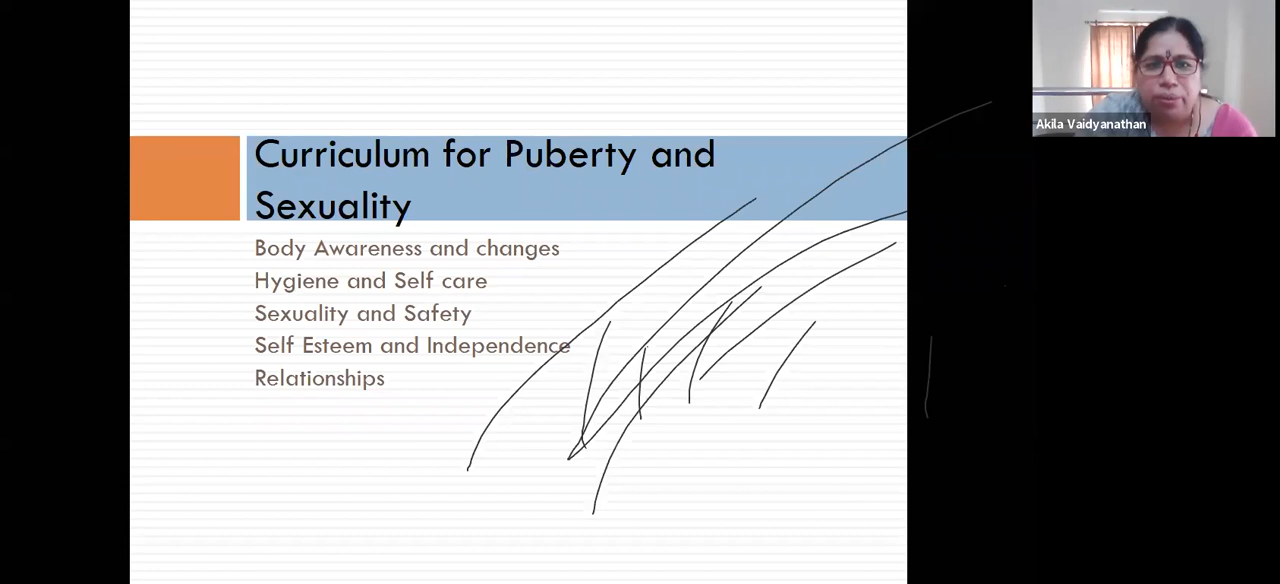 Curriculum for Puberty and
Sexuality
Body Awareness and changes
Hygiene and Self care
Sexuality and Safety
Self Esteem and Independence
Relationships
Akila Vaidyanathan